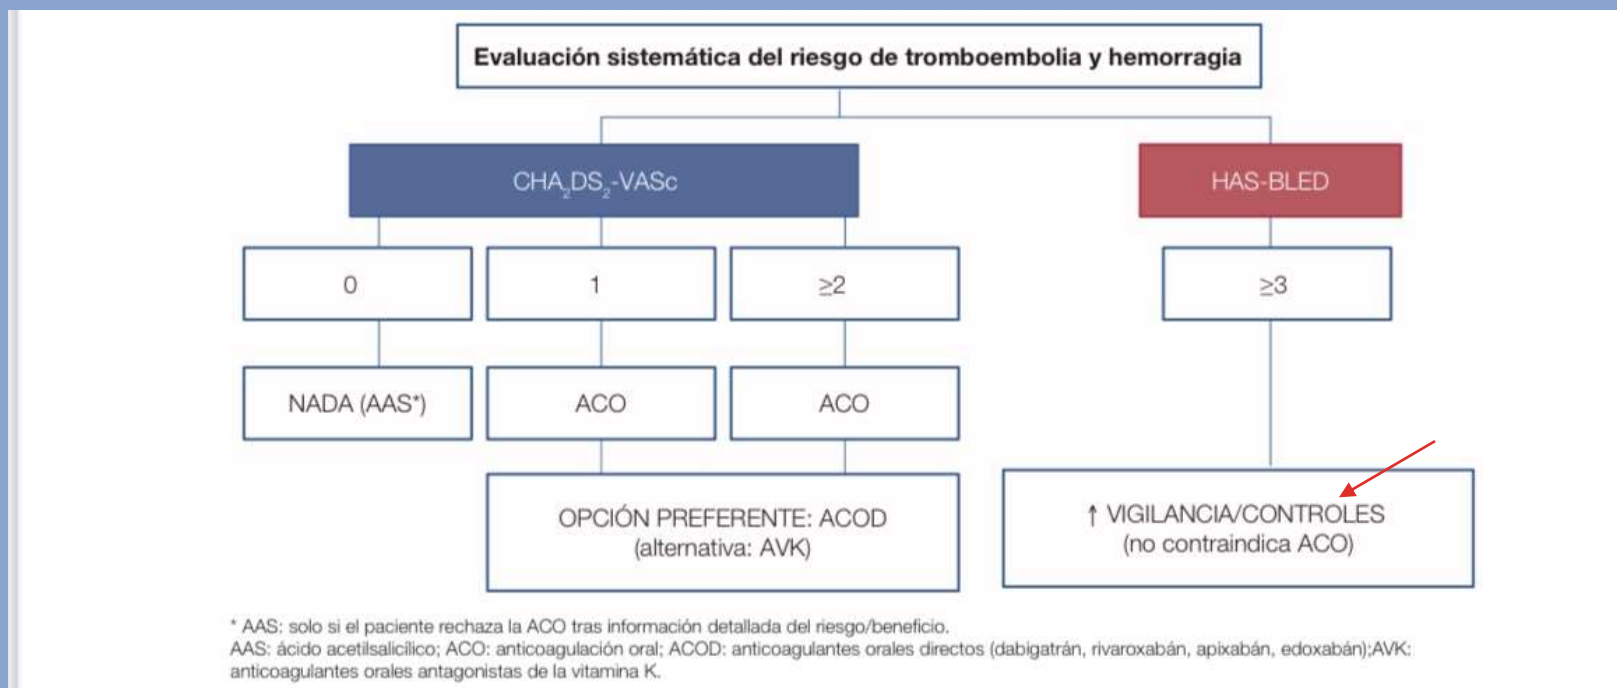 Evaluación sistemática del riesgo de tromboembolia y hemorragia
CHA₂DS₂-VASc
HAS-BLED
0
1
≥2
≥3
NADA (AAS*)
ACO
ACO
OPCIÓN PREFERENTE: ACOD
(alternativa: AVK)
↑ VIGILANCIA/CONTROLES
(no contraindica ACO)
* AAS: solo si el paciente rechaza la ACO tras información detallada del riesgo/beneficio.
AAS: ácido acetilsalicílico; ACO: anticoagulación oral; ACOD: anticoagulantes orales directos (dabigatrán, rivaroxabán, apixabán, edoxabán);AVK:
anticoagulantes orales antagonistas de la vitamina K.